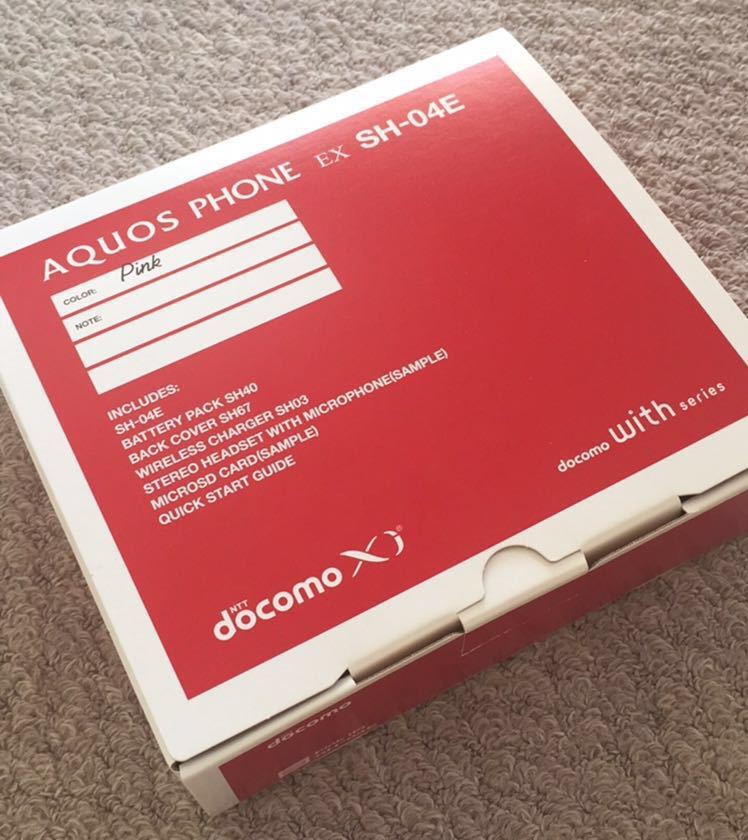 AQUOS PHONE EX SH-04E
COLOR: Pink
NOTE:
INCLUDES:
SH-04E
BATTERY PACK SH40
BACK COVER SH67
WIRELESS CHARGER SH03
STEREO HEADSET WITH MICROPHONE(SAMPLE)
MICROSD CARD(SAMPLE)
QUICK START GUIDE
docomo with series
NTT
docomo Xi®
docomo